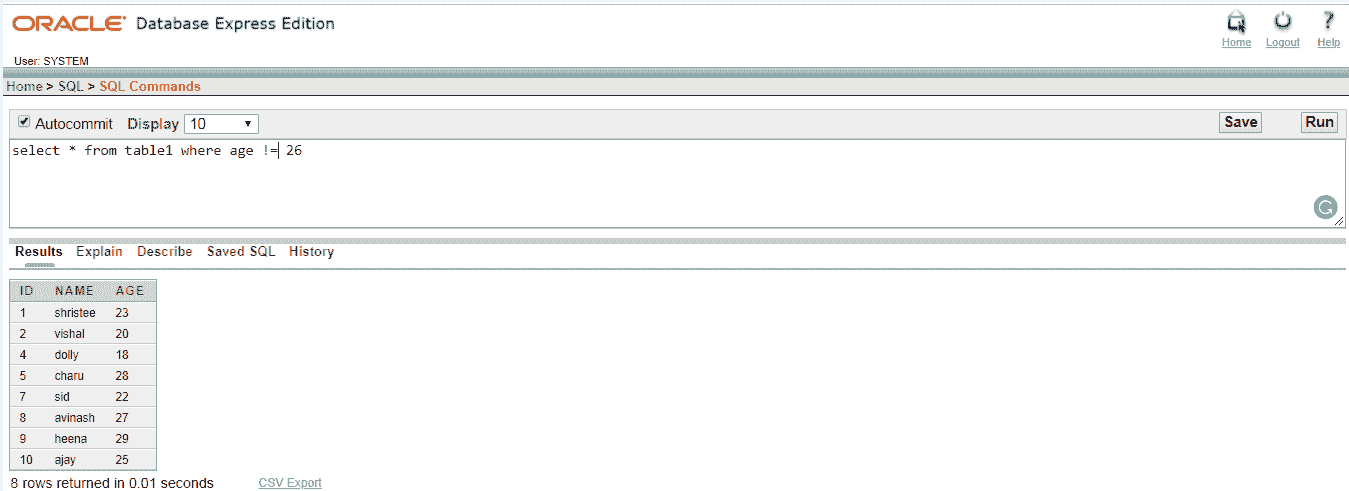 ORACLE Database Express Edition
Home Logout Help
User: SYSTEM
Home > SQL > SQL Commands
Autocommit Display 10 Save Run
select * from table1 where age != 26
Results Explain Describe Saved SQL History
ID NAME AGE
1 shristee 23
2 vishal 20
4 dolly 18
5 charu 28
7 sid 22
8 avinash 27
9 heena 29
10 ajay 25
8 rows returned in 0.01 seconds CSV Export